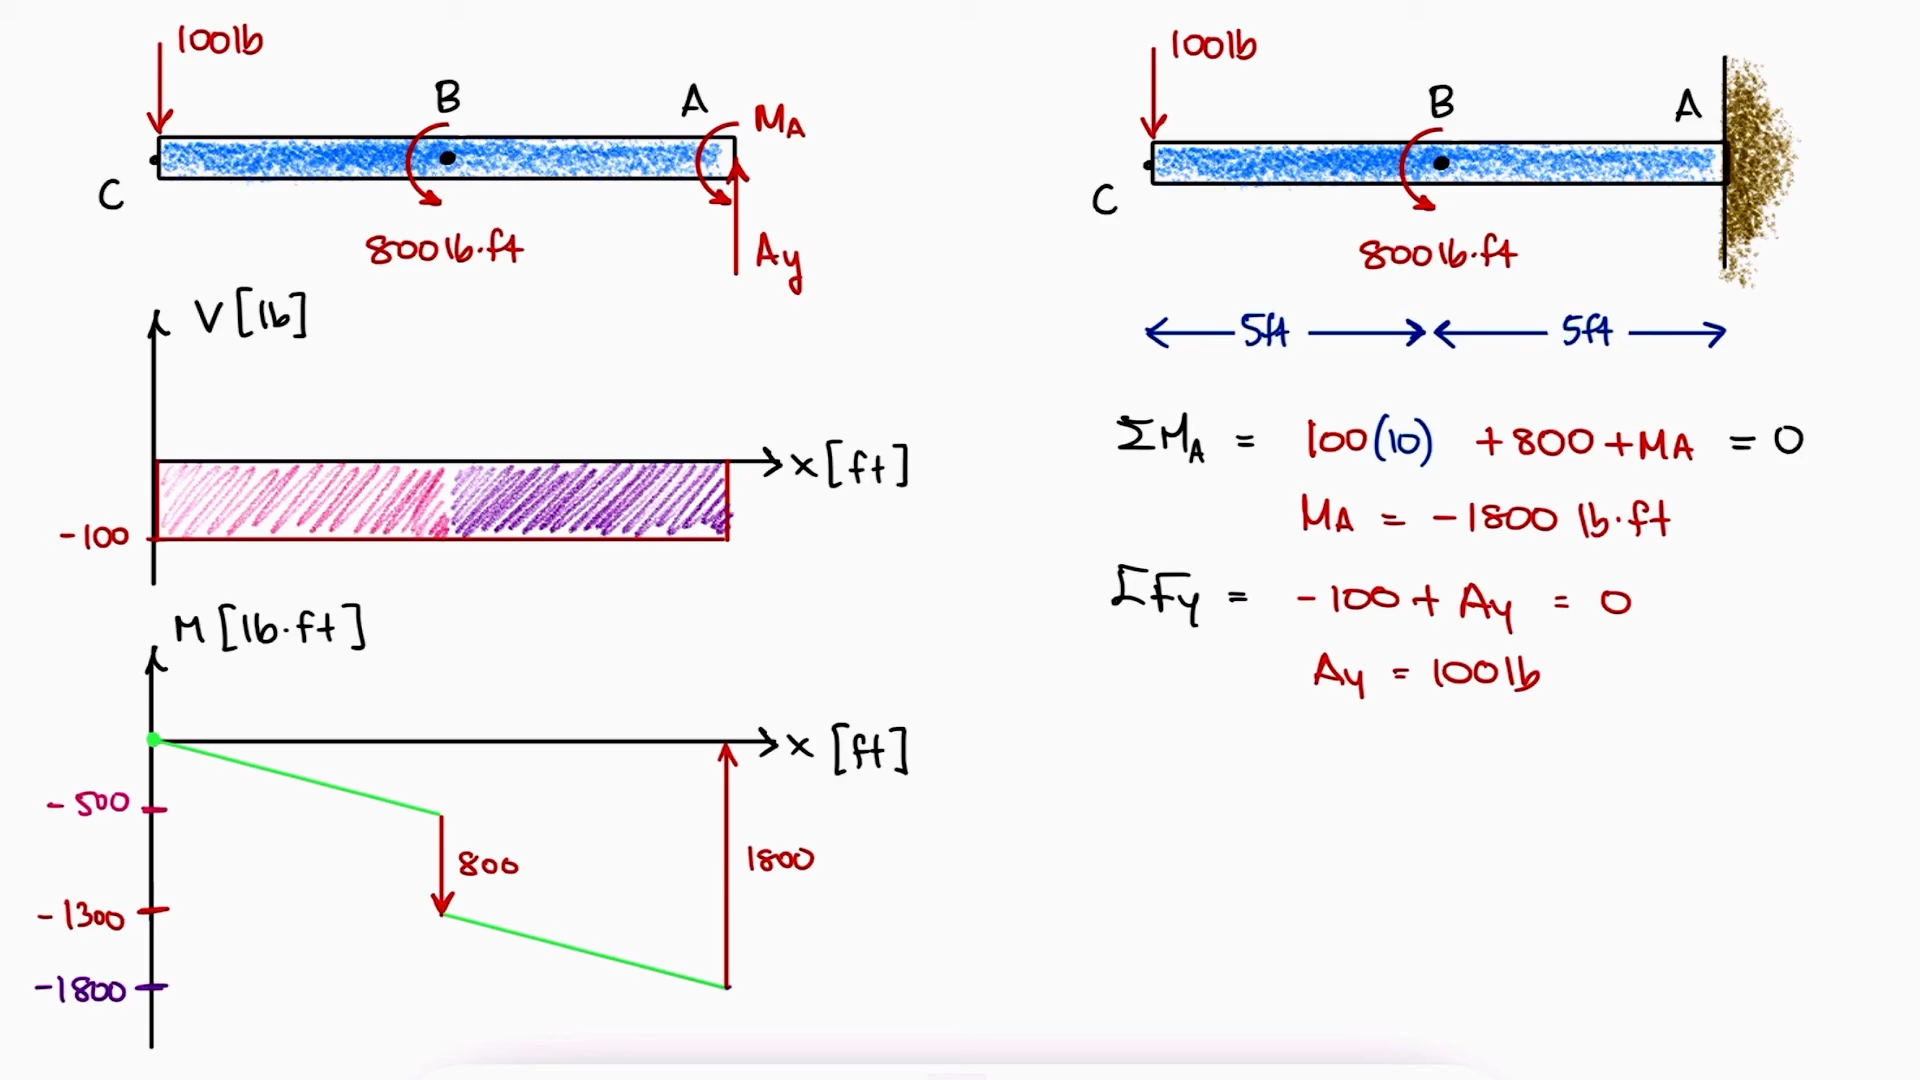 100lb
B
A
MA
C
800lb.ft
Ay
V [lb]
x [ft]
-100
M [lb.ft]
x [ft]
-500
800
1800
-1300
-1800
100lb
B
A
C
800lb.ft
5ft
5ft
ΣMA = 100(10) +800+MA = 0
MA = -1800 lb.ft
ΣFy = -100+ Ay = 0
Ay = 100lb